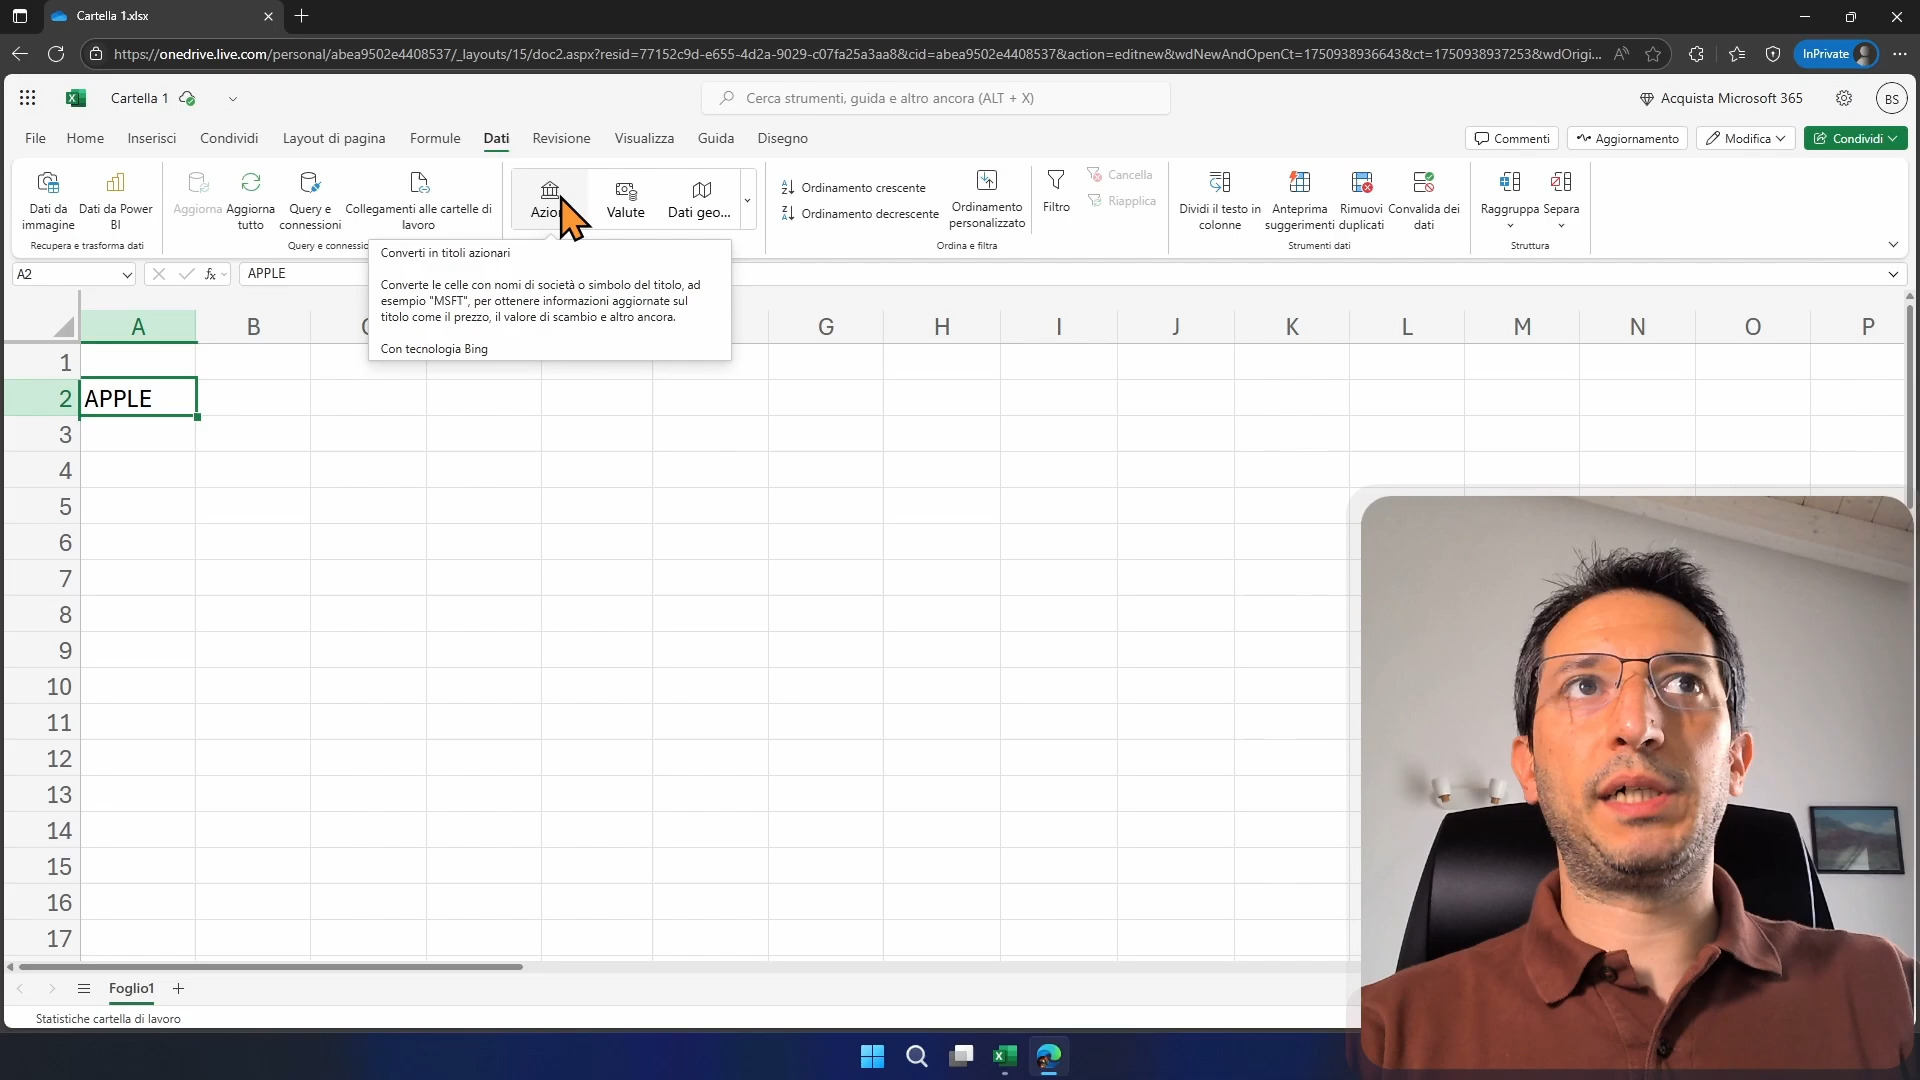 Cartella 1.xlsx
https://onedrive.live.com/personal/abea9502e4408537/_layouts/15/doc2.aspx?resid=77152c9d-e655-4d2a-9029-c07fa25a3aa8&cid=abea9502e4408537&action=editnew&wdNewAndOpenCt=1750938936643&ct=1750938937253&wdOrigi...
InPrivate
Cartella 1
Cerca strumenti, guida e altro ancora (ALT + X)
Acquista Microsoft 365
BS
File Home Inserisci Condividi Layout di pagina Formule Dati Revisione Visualizza Guida Disegno
Commenti Aggiornamento Modifica Condividi
Dati da immagine
Dati da Power BI
Recupera e trasforma dati
Aggiorna
Aggiorna tutto
Query e connessioni
Collegamenti alle cartelle di lavoro
Valute
Dati geo...
Ordinamento crescente
Ordinamento decrescente
Ordinamento personalizzato
Filtro
Cancella
Riapplica
Ordina e filtra
Dividi il testo in colonne
Anteprima suggerimenti
Rimuovi duplicati
Convalida dei dati
Strumenti dati
Raggruppa
Separa
Struttura
A2
fx
APPLE
Converti in titoli azionari
Converte le celle con nomi di società o simbolo del titolo, ad
esempio "MSFT", per ottenere informazioni aggiornate sul
titolo come il prezzo, il valore di scambio e altro ancora.
Con tecnologia Bing
A B G H I J K L M N O P
1
2 APPLE
3
4
5
6
7
8
9
10
11
12
13
14
15
16
17
Foglio1
Statistiche cartella di lavoro